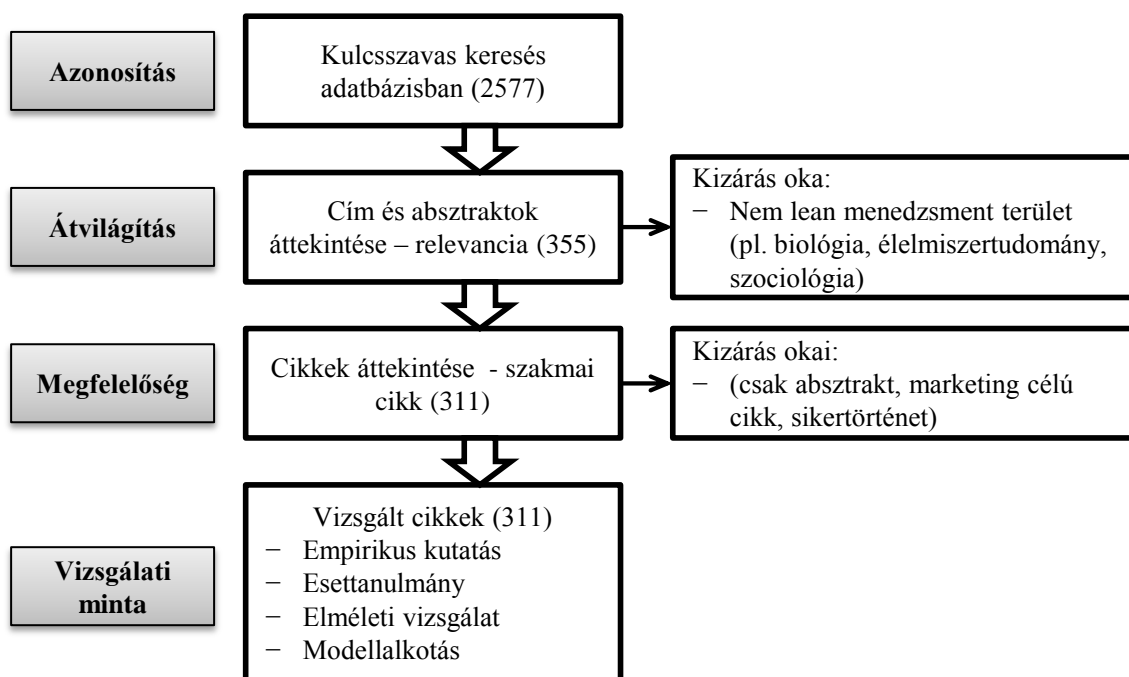 Azonosítás
Kulcsszavas keresés
adatbázisban (2577)
Átvilágítás
Cím és absztraktok
áttekintése – relevancia (355)
Kizárás oka:
− Nem lean menedzsment terület
(pl. biológia, élelmiszertudomány,
szociológia)
Megfelelőség
Cikkek áttekintése - szakmai
cikk (311)
Kizárás okai:
− (csak absztrakt, marketing célú
cikk, sikertörténet)
Vizsgálati
minta
Vizsgált cikkek (311)
− Empirikus kutatás
− Esettanulmány
− Elméleti vizsgálat
− Modellalkotás